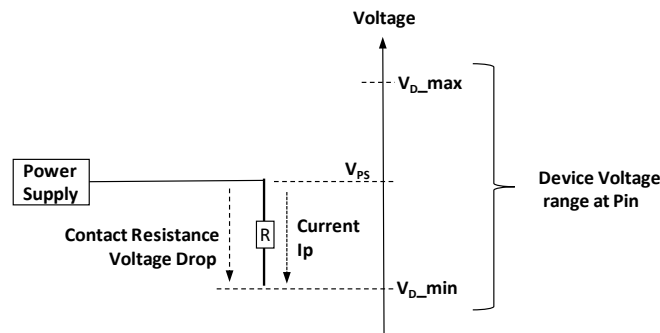 Voltage
V_D_max
Power
Supply
V_PS
Device Voltage
range at Pin
Contact Resistance
Voltage Drop
R
Current
Ip
V_D_min